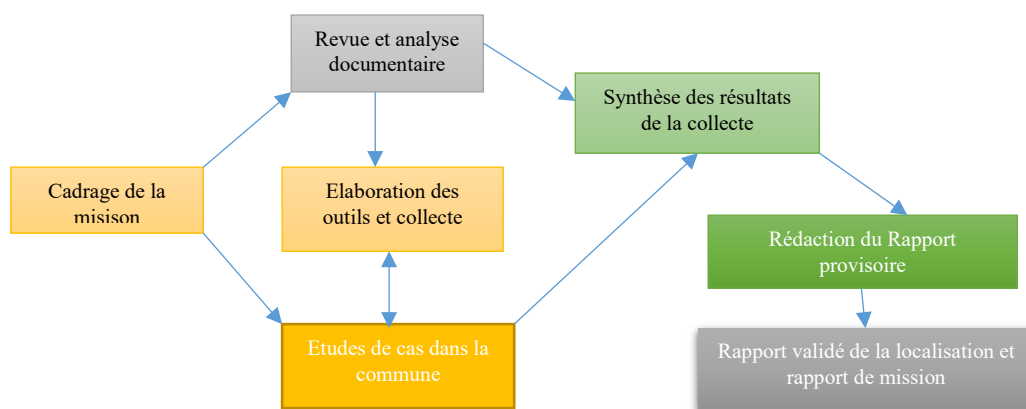 Revue et analyse
documentaire
Synthèse des résultats
de la collecte
Cadrage de la
misison
Elaboration des
outils et collecte
Rédaction du Rapport
provisoire
Etudes de cas dans la
commune
Rapport validé de la localisation et
rapport de mission